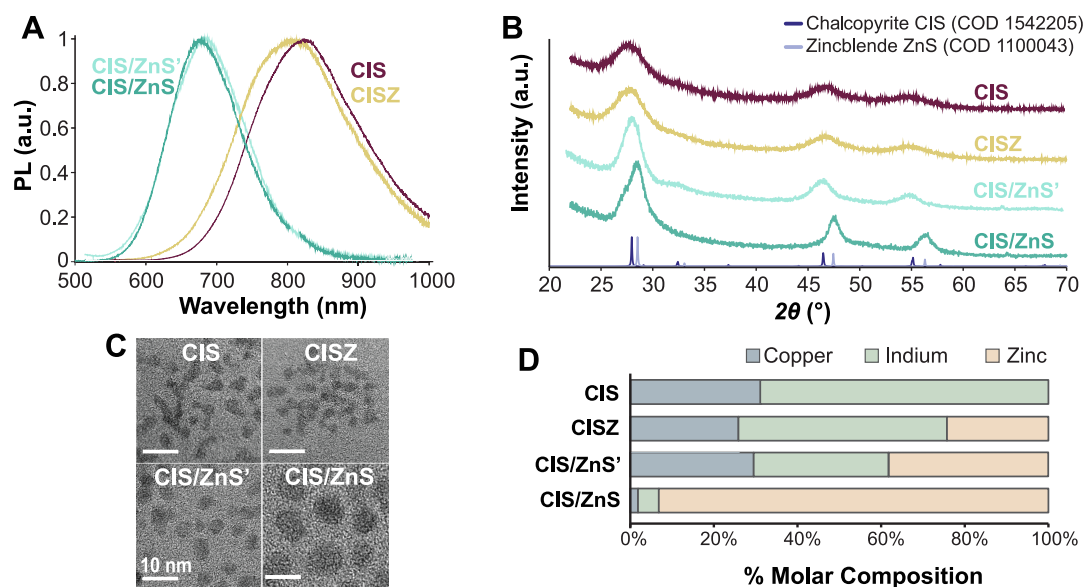 A
PL (a.u.)
1
0.8
0.6
0.4
0.2
0
CIS/ZnS’
CIS/ZnS
CIS
CISZ
500
600
700
800
900
1000
Wavelength (nm)
B
Chalcopyrite CIS (COD 1542205)
Zincblende ZnS (COD 1100043)
Intensity (a.u.)
CIS
CISZ
CIS/ZnS’
CIS/ZnS
20
25
30
35
40
45
50
55
60
65
70
2θ (°)
C
CIS
CISZ
CIS/ZnS’
CIS/ZnS
10 nm
D
Copper
Indium
Zinc
CIS
CISZ
CIS/ZnS’
CIS/ZnS
0%
20%
40%
60%
80%
100%
% Molar Composition